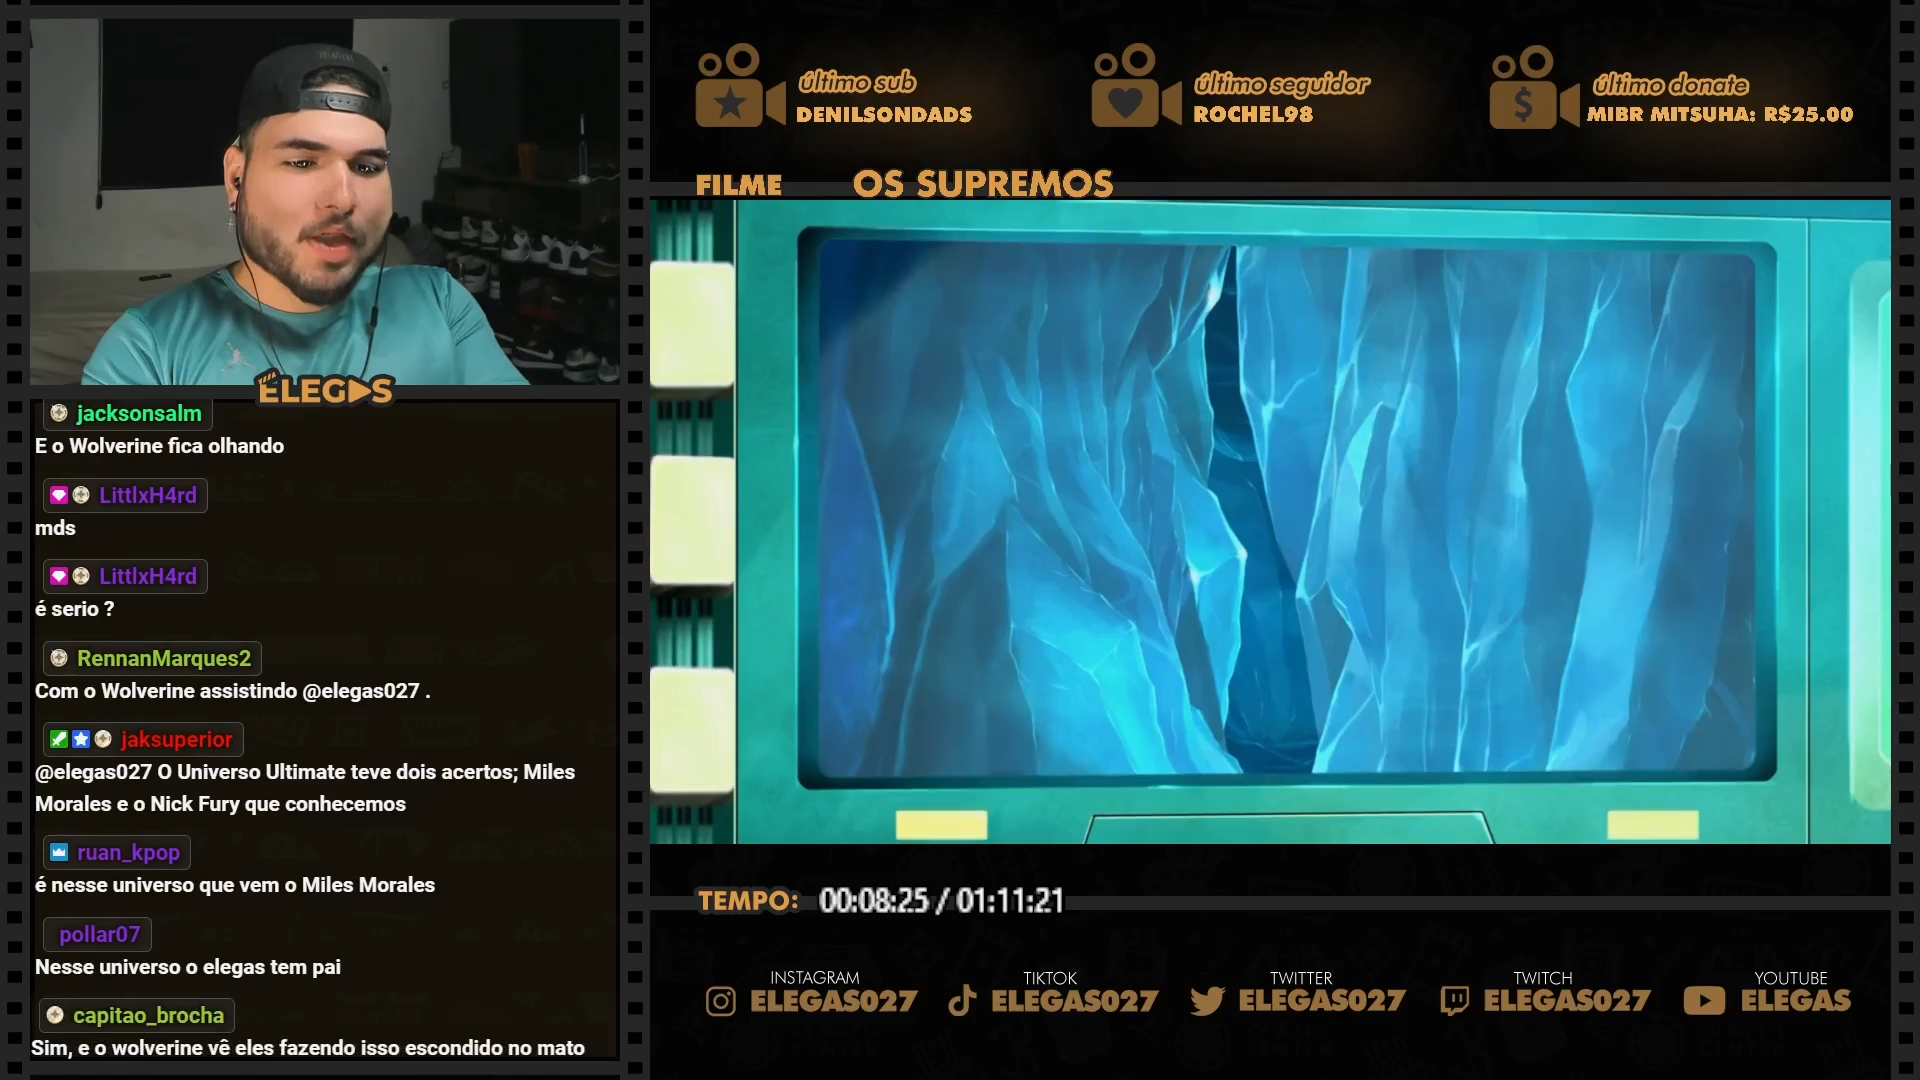 último sub
DENILSONDADS
último seguidor
ROCHEL98
último donate
MIBR MITSUHA: R$25.00
FILME
OS SUPREMOS
ELEGAS
jacksonsalm
E o Wolverine fica olhando
LittlxH4rd
mds
LittlxH4rd
é serio ?
RennanMarques2
Com o Wolverine assistindo @elegas027 .
jaksuperior
@elegas027 O Universo Ultimate teve dois acertos; Miles
Morales e o Nick Fury que conhecemos
ruan_kpop
é nesse universo que vem o Miles Morales
pollar07
Nesse universo o elegas tem pai
capitao_brocha
Sim, e o wolverine vê eles fazendo isso escondido no mato
TEMPO: 00:08:25 / 01:11:21
INSTAGRAM
ELEGAS027
TIKTOK
ELEGAS027
TWITTER
ELEGAS027
TWITCH
ELEGAS027
YOUTUBE
ELEGAS